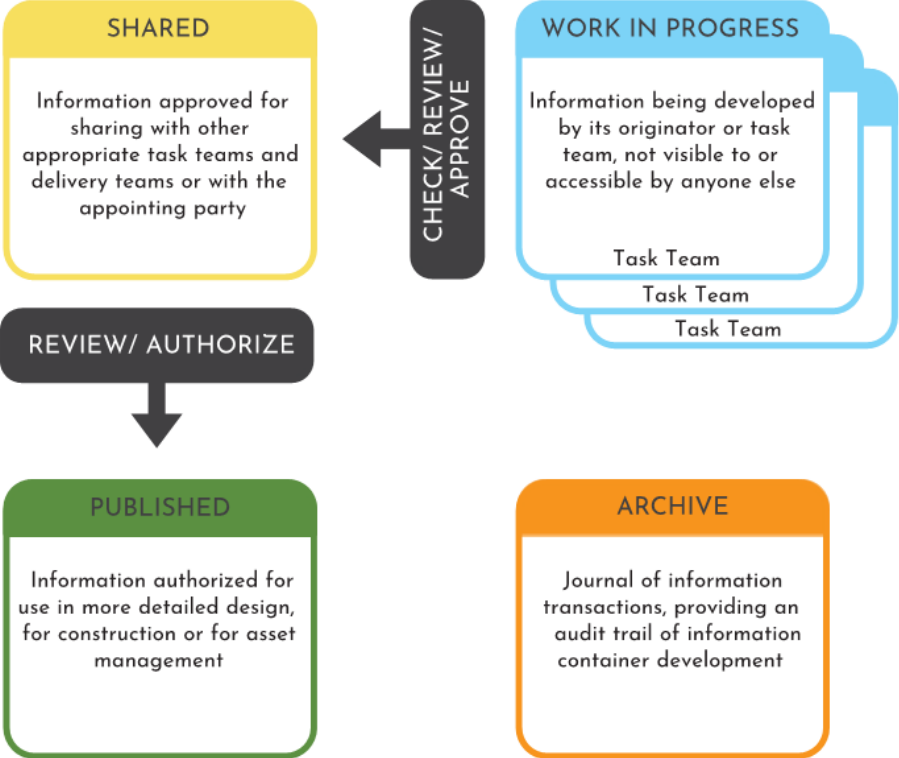 SHARED
Information approved for
sharing with other
appropriate task teams and
delivery teams or with the
appointing party
CHECK/ REVIEW/
APPROVE
WORK IN PROGRESS
Information being developed
by its originator or task
team, not visible to or
accessible by anyone else
Task Team
Task Team
Task Team
REVIEW/ AUTHORIZE
PUBLISHED
Information authorized for
use in more detailed design,
for construction or for asset
management
ARCHIVE
Journal of information
transactions, providing an
audit trail of information
container development